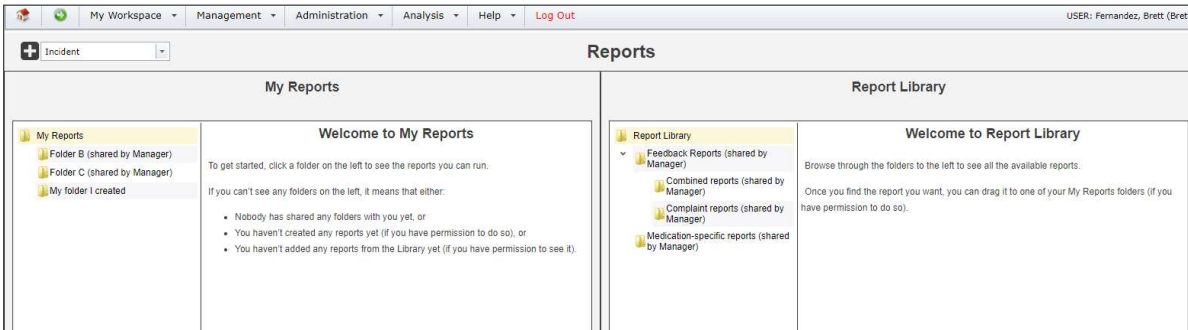 My Workspace Management Administration Analysis Help Log Out USER: Fernandez, Brett (Bret
Incident
Reports
My Reports
My Reports
Folder B (shared by Manager)
Folder C (shared by Manager)
My folder I created
Welcome to My Reports
To get started, click a folder on the left to see the reports you can run.
If you can't see any folders on the left, it means that either:
• Nobody has shared any folders with you yet, or
• You haven't created any reports yet (if you have permission to do so), or
• You haven't added any reports from the Library yet (if you have permission to see it).
Report Library
Report Library
Feedback Reports (shared by
Manager)
Combined reports (shared by
Manager)
Complaint reports (shared by
Manager)
Medication-specific reports (shared
by Manager)
Welcome to Report Library
Browse through the folders to the left to see all the available reports.
Once you find the report you want, you can drag it to one of your My Reports folders (if you
have permission to do so).